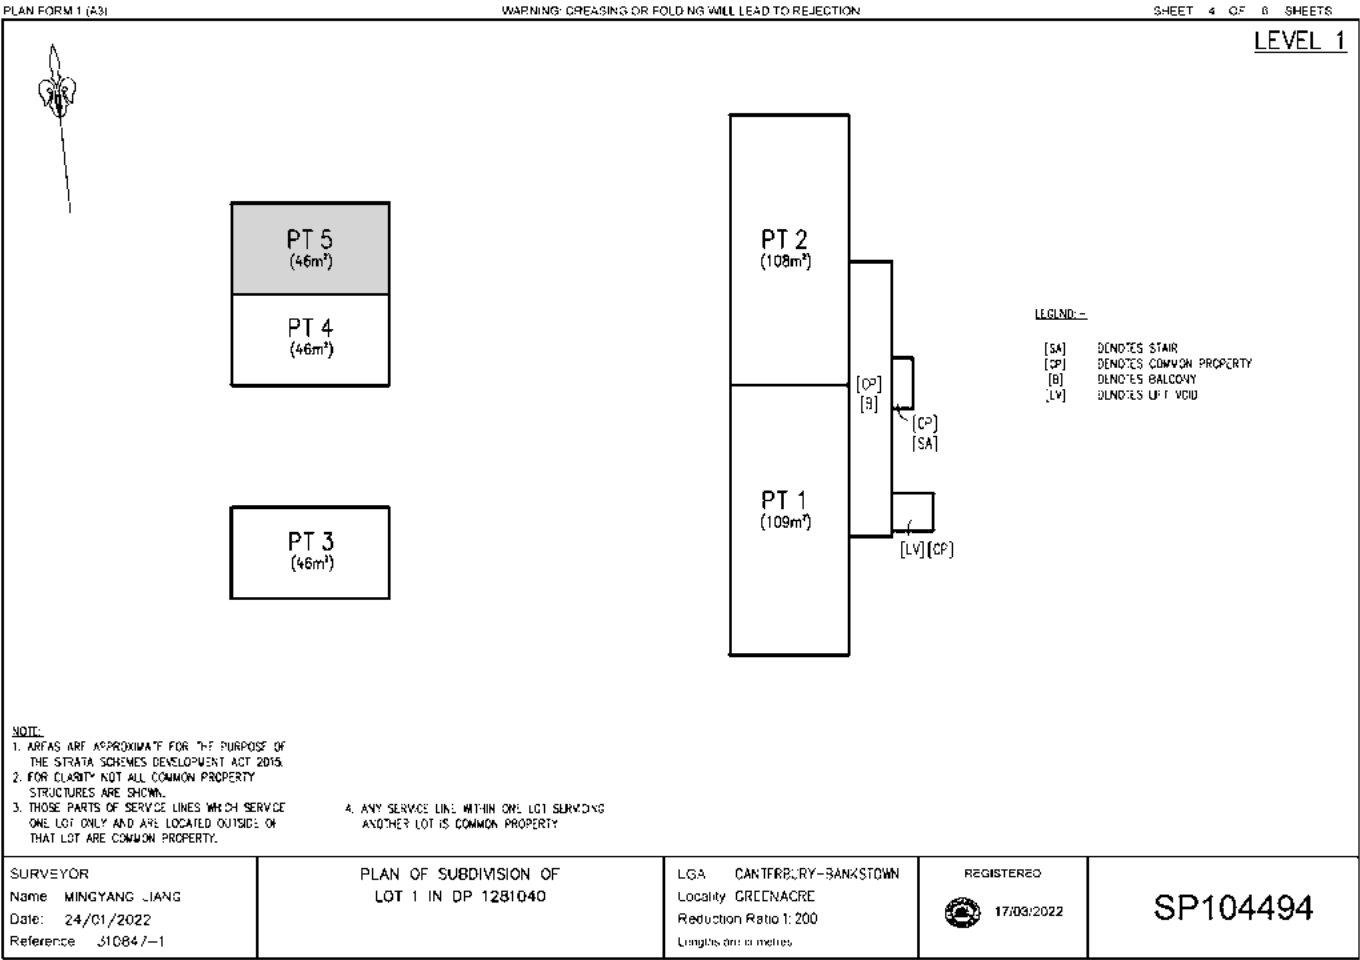 PLAN FORM 1 (A3)
WARNING: CREASING OR FOLDING WILL LEAD TO REJECTION
SHEET 4 OF 6 SHEETS
LEVEL 1
PT 5
(46m²)
PT 4
(46m²)
PT 3
(46m²)
PT 2
(108m²)
PT 1
(109m²)
[CP]
[B]
[CP]
[SA]
[LV][CP]
LEGEND:-
[SA] DENOTES STAIR
[CP] DENOTES COMMON PROPERTY
[B] DENOTES BALCONY
[LV] DENOTES LIFT VOID
NOTE:
1. AREAS ARE APPROXIMATE FOR THE PURPOSE OF
THE STRATA SCHEMES DEVELOPMENT ACT 2015.
2. FOR CLARITY NOT ALL COMMON PROPERTY
STRUCTURES ARE SHOWN.
3. THOSE PARTS OF SERVICE LINES WHICH SERVICE
ONE LOT ONLY AND ARE LOCATED OUTSIDE OF
THAT LOT ARE COMMON PROPERTY.
4. ANY SERVICE LINE WITHIN ONE LOT SERVICING
ANOTHER LOT IS COMMON PROPERTY
SURVEYOR
Name MINGYANG JIANG
Date: 24/01/2022
Reference 310847-1
PLAN OF SUBDIVISION OF
LOT 1 IN DP 1281040
LGA CANTERBURY-BANKSTOWN
Locality GREENACRE
Reduction Ratio 1: 200
Lengths are in metres
REGISTERED
17/03/2022
SP104494